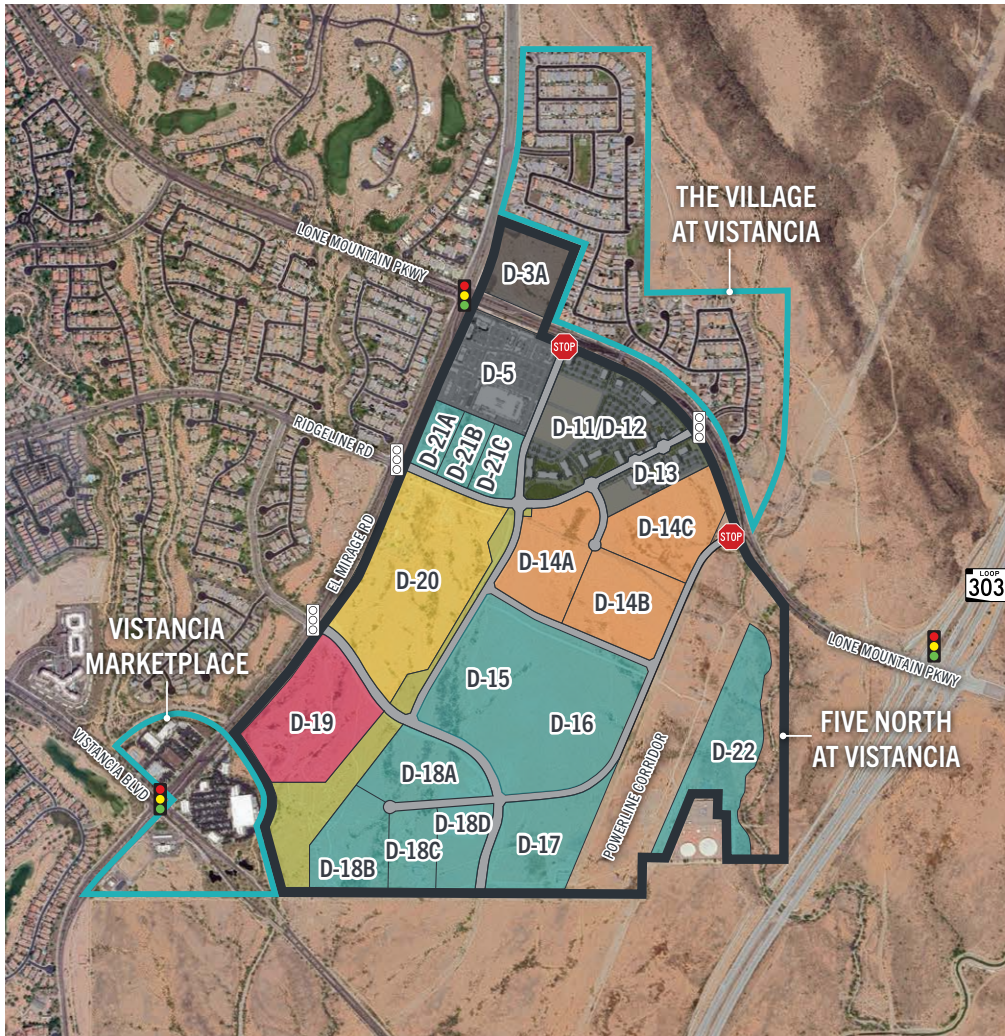 THE VILLAGE
AT VISTANCIA
LONE MOUNTAIN PKWY
D-3A
STOP
D-5
D-11/D-12
RIDGELINE RD
D-21A
D-21B
D-21C
D-13
D-14C
STOP
EL MIRAGE RD
D-20
D-14A
D-14B
LOOP
303
VISTANCIA
MARKETPLACE
LONE MOUNTAIN PKWY
D-15
D-16
D-19
FIVE NORTH
AT VISTANCIA
D-22
VISTANCIA BLVD
D-18A
POWERLINE CORRIDOR
D-18D
D-18C
D-17
D-18B